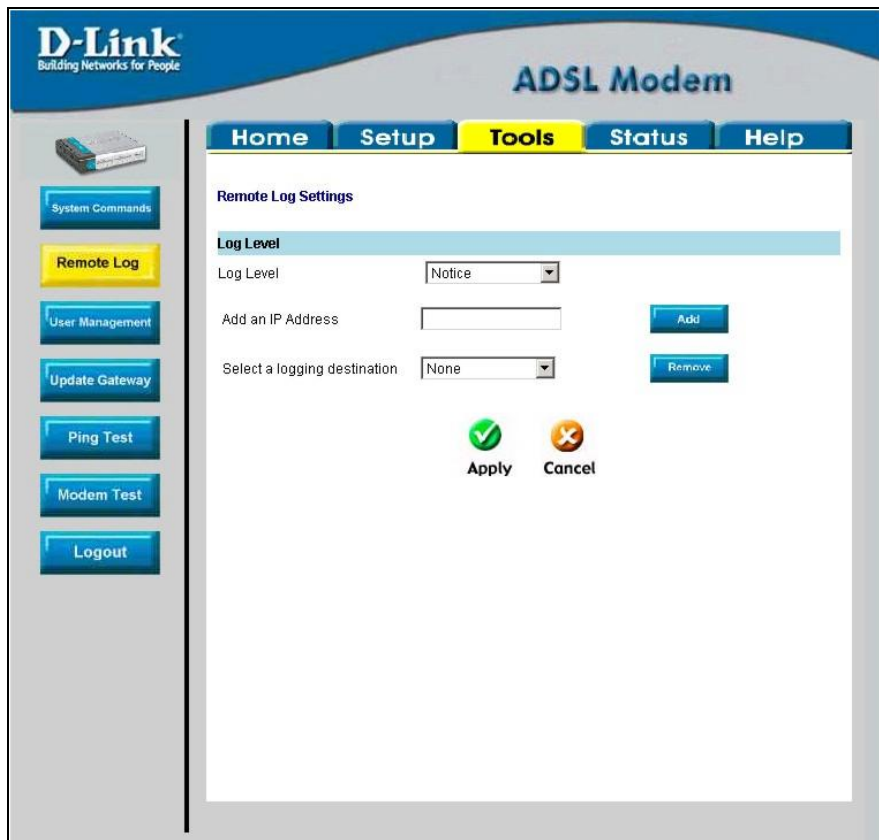 D-Link
Building Networks for People
ADSL Modem
Home Setup Tools Status Help
System Commands
Remote Log
User Management
Update Gateway
Ping Test
Modem Test
Logout
Remote Log Settings
Log Level
Log Level Notice
Add an IP Address Add
Select a logging destination None Remove
Apply Cancel